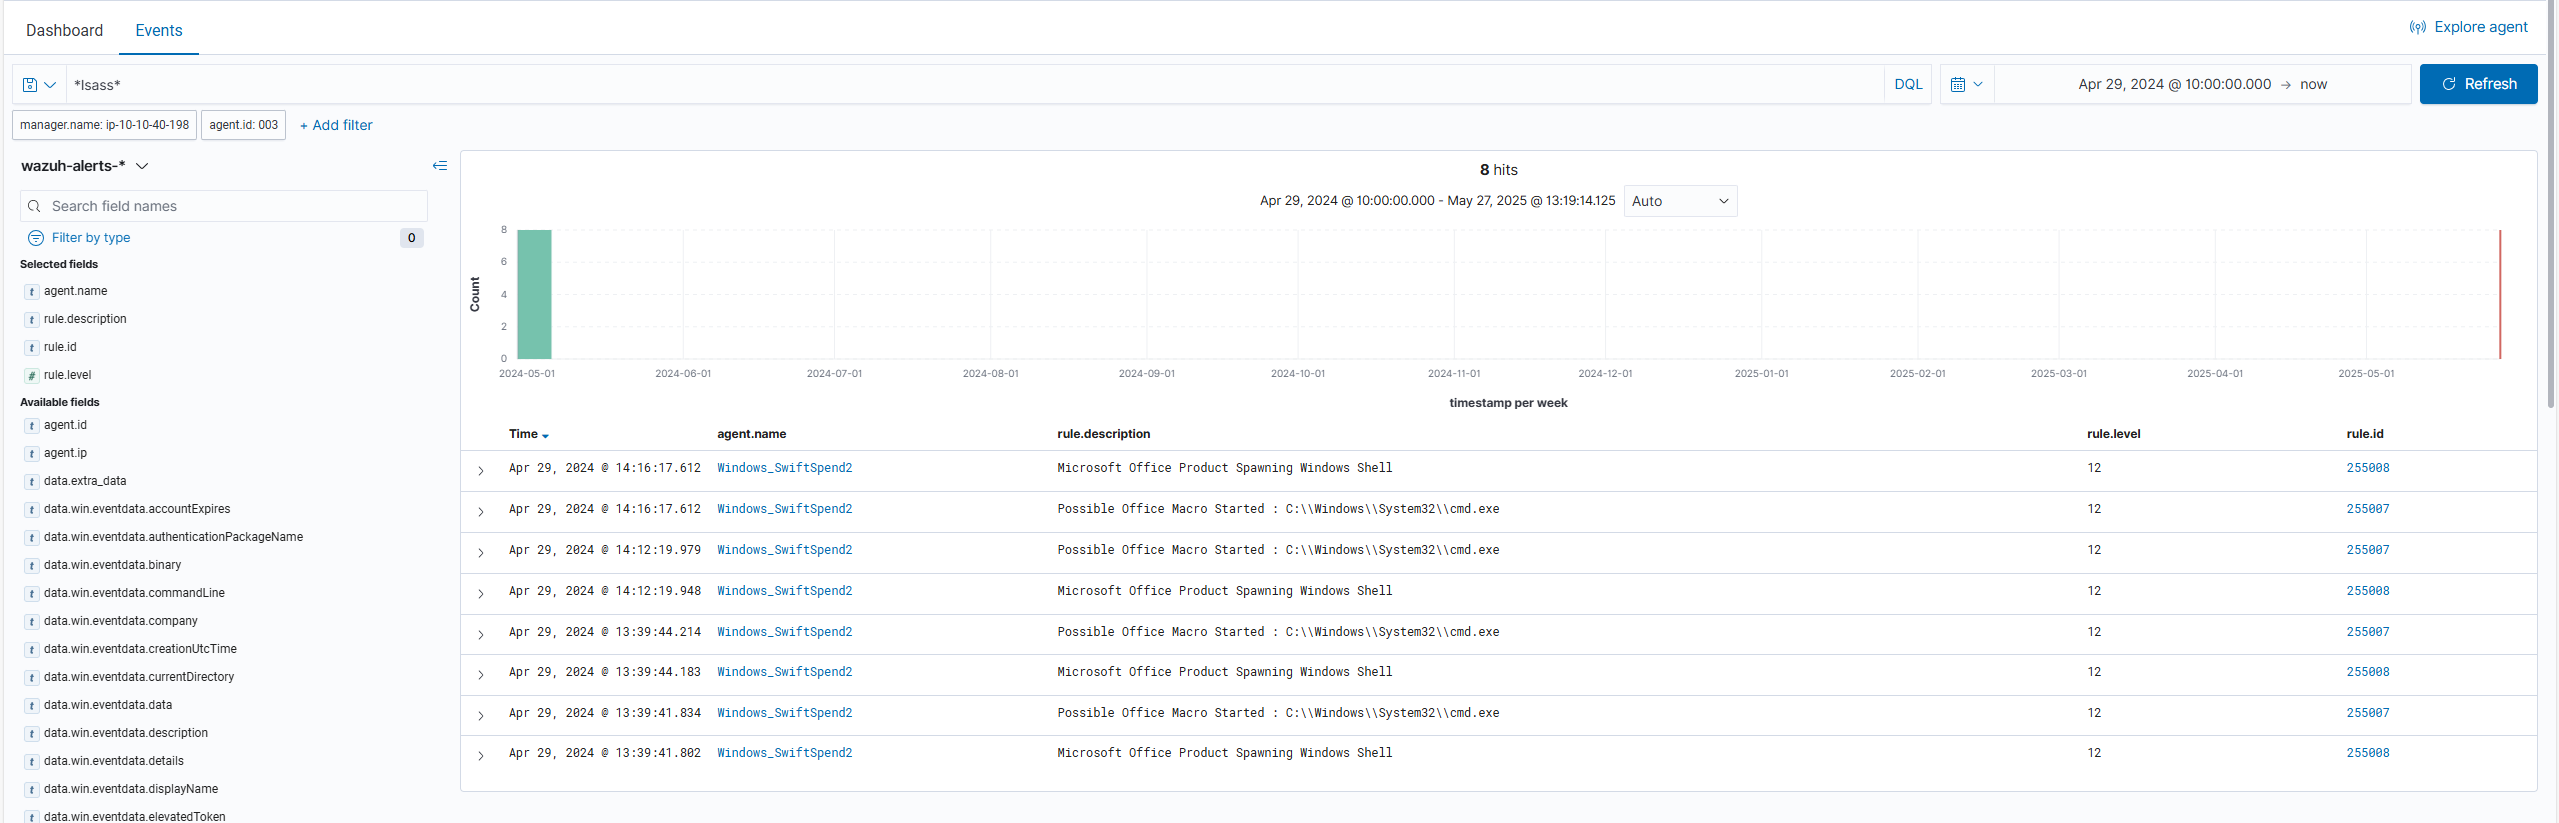 Dashboard Events Explore agent
*lsass* DQL Apr 29, 2024 @ 10:00:00.000 → now Refresh
manager.name: ip-10-10-40-198 agent.id: 003 + Add filter
wazuh-alerts-*
Search field names
Filter by type 0
Selected fields
t agent.name
t rule.description
t rule.id
# rule.level
Available fields
t agent.id
t agent.ip
t data.extra_data
t data.win.eventdata.accountExpires
t data.win.eventdata.authenticationPackageName
t data.win.eventdata.binary
t data.win.eventdata.commandLine
t data.win.eventdata.company
t data.win.eventdata.creationUtcTime
t data.win.eventdata.currentDirectory
t data.win.eventdata.data
t data.win.eventdata.description
t data.win.eventdata.details
t data.win.eventdata.displayName
t data.win.eventdata.elevatedToken
8 hits
Apr 29, 2024 @ 10:00:00.000 - May 27, 2025 @ 13:19:14.125 Auto
Count
8
6
4
2
0
2024-05-01 2024-06-01 2024-07-01 2024-08-01 2024-09-01 2024-10-01 2024-11-01 2024-12-01 2025-01-01 2025-02-01 2025-03-01 2025-04-01 2025-05-01
timestamp per week
Time agent.name rule.description rule.level rule.id
Apr 29, 2024 @ 14:16:17.612 Windows_SwiftSpend2 Microsoft Office Product Spawning Windows Shell 12 255008
Apr 29, 2024 @ 14:16:17.612 Windows_SwiftSpend2 Possible Office Macro Started : C:\\Windows\\System32\\cmd.exe 12 255007
Apr 29, 2024 @ 14:12:19.979 Windows_SwiftSpend2 Possible Office Macro Started : C:\\Windows\\System32\\cmd.exe 12 255007
Apr 29, 2024 @ 14:12:19.948 Windows_SwiftSpend2 Microsoft Office Product Spawning Windows Shell 12 255008
Apr 29, 2024 @ 13:39:44.214 Windows_SwiftSpend2 Possible Office Macro Started : C:\\Windows\\System32\\cmd.exe 12 255007
Apr 29, 2024 @ 13:39:44.183 Windows_SwiftSpend2 Microsoft Office Product Spawning Windows Shell 12 255008
Apr 29, 2024 @ 13:39:41.834 Windows_SwiftSpend2 Possible Office Macro Started : C:\\Windows\\System32\\cmd.exe 12 255007
Apr 29, 2024 @ 13:39:41.802 Windows_SwiftSpend2 Microsoft Office Product Spawning Windows Shell 12 255008